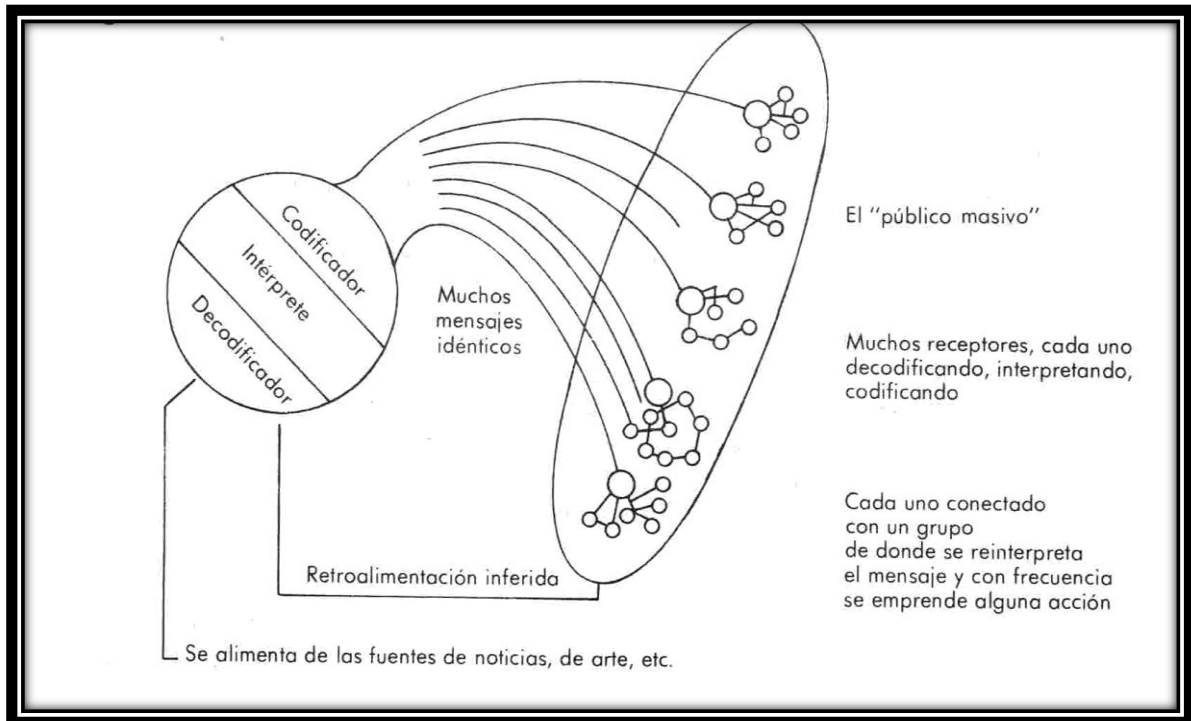 Codificador
Intérprete
Decodificador
Muchos
mensajes
idénticos
El "público masivo"
Muchos receptores, cada uno
decodificando, interpretando,
codificando
Cada uno conectado
con un grupo
de donde se reinterpreta
el mensaje y con frecuencia
se emprende alguna acción
Retroalimentación inferida
Se alimenta de las fuentes de noticias, de arte, etc.